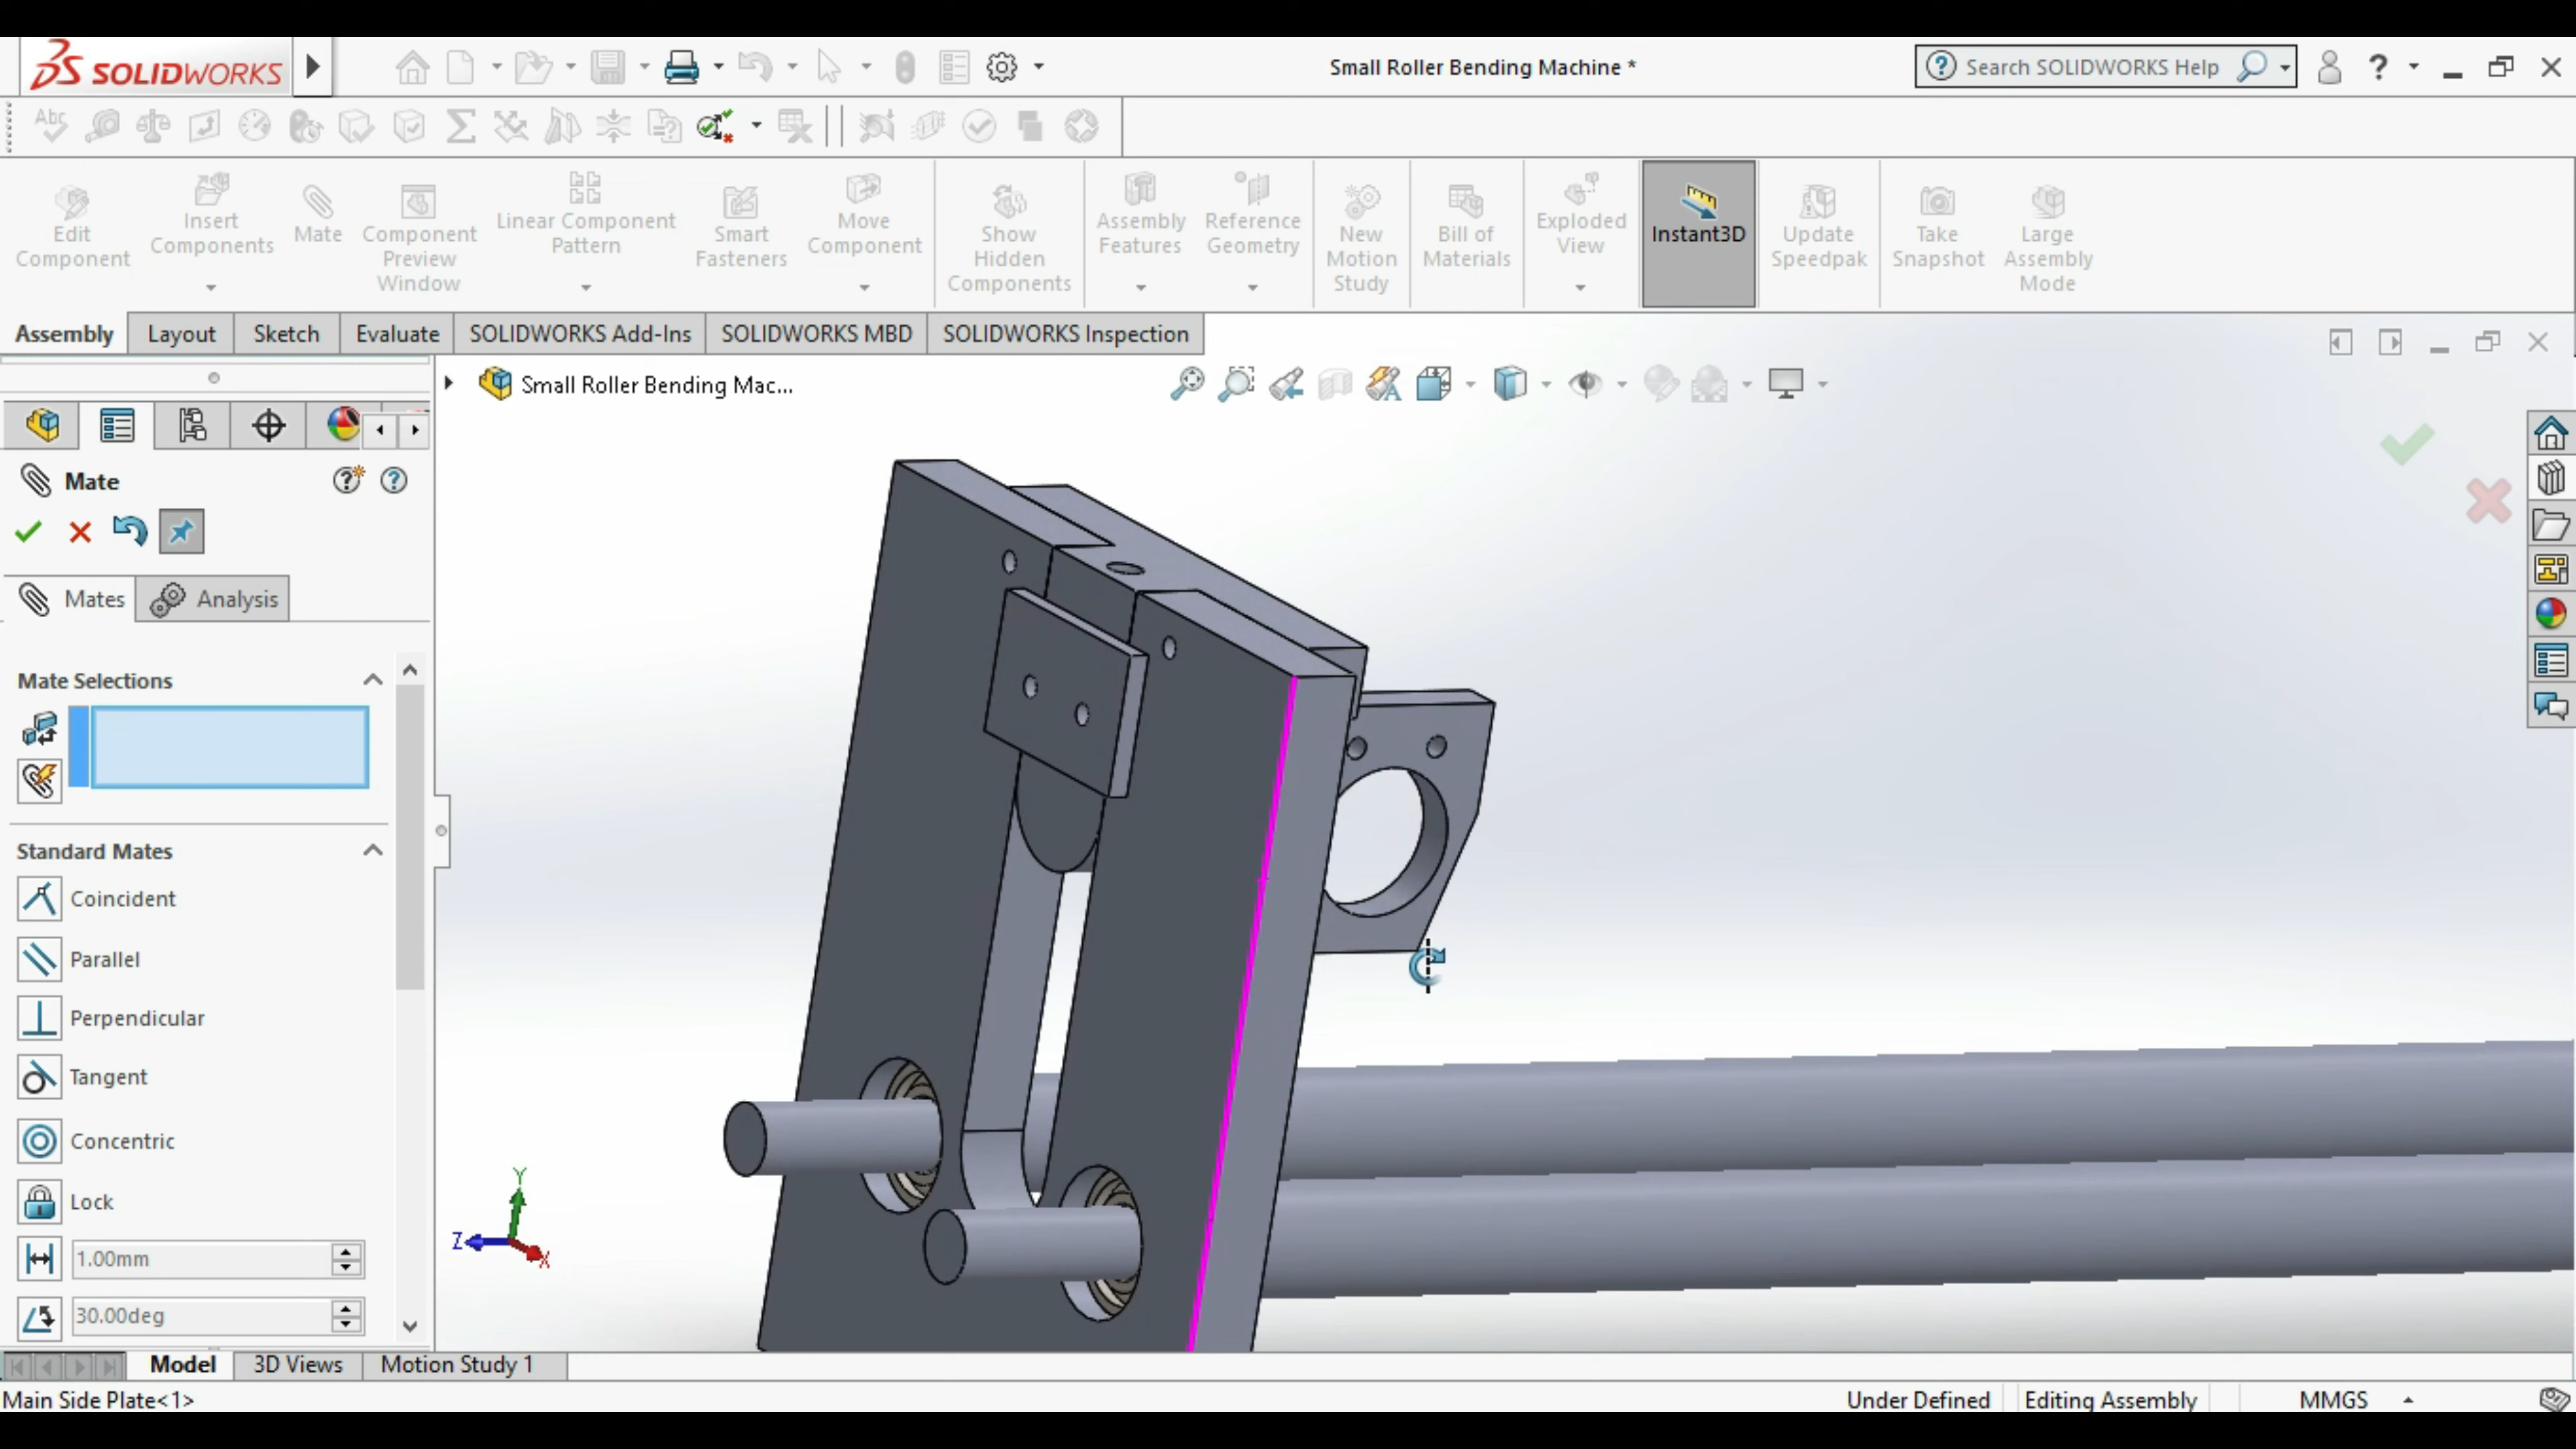 SOLIDWORKS
Small Roller Bending Machine *
Search SOLIDWORKS Help
Abc
Edit Component
Insert Components
Mate
Component Preview Window
Linear Component Pattern
Smart Fasteners
Move Component
Show Hidden Components
Assembly Features
Reference Geometry
New Motion Study
Bill of Materials
Exploded View
Instant3D
Update Speedpak
Take Snapshot
Large Assembly Mode
Assembly
Layout
Sketch
Evaluate
SOLIDWORKS Add-Ins
SOLIDWORKS MBD
SOLIDWORKS Inspection
Small Roller Bending Mac...
Mate
Mates
Analysis
Mate Selections
Standard Mates
Coincident
Parallel
Perpendicular
Tangent
Concentric
Lock
1.00mm
30.00deg
Y
Z
X
Model
3D Views
Motion Study 1
Main Side Plate<1>
Under Defined
Editing Assembly
MMGS